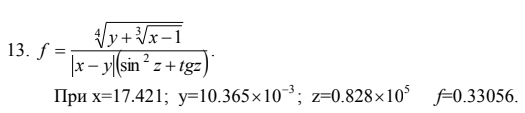 13. f = ∜(y + ∛(x − 1)) / (|x − y|(sin² z + tgz)).
При x=17.421; y=10.365×10⁻³; z=0.828×10⁵ f=0.33056.